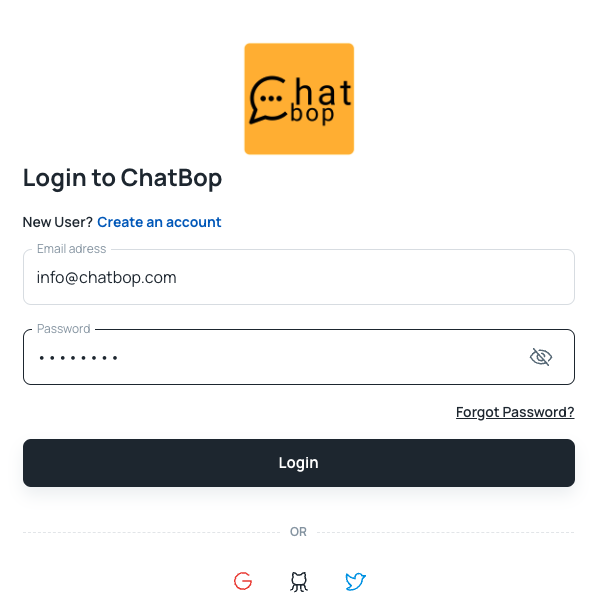 Chat
bop
Login to ChatBop
New User? Create an account
Email adress
info@chatbop.com
Password
••••••••
Forgot Password?
Login
OR